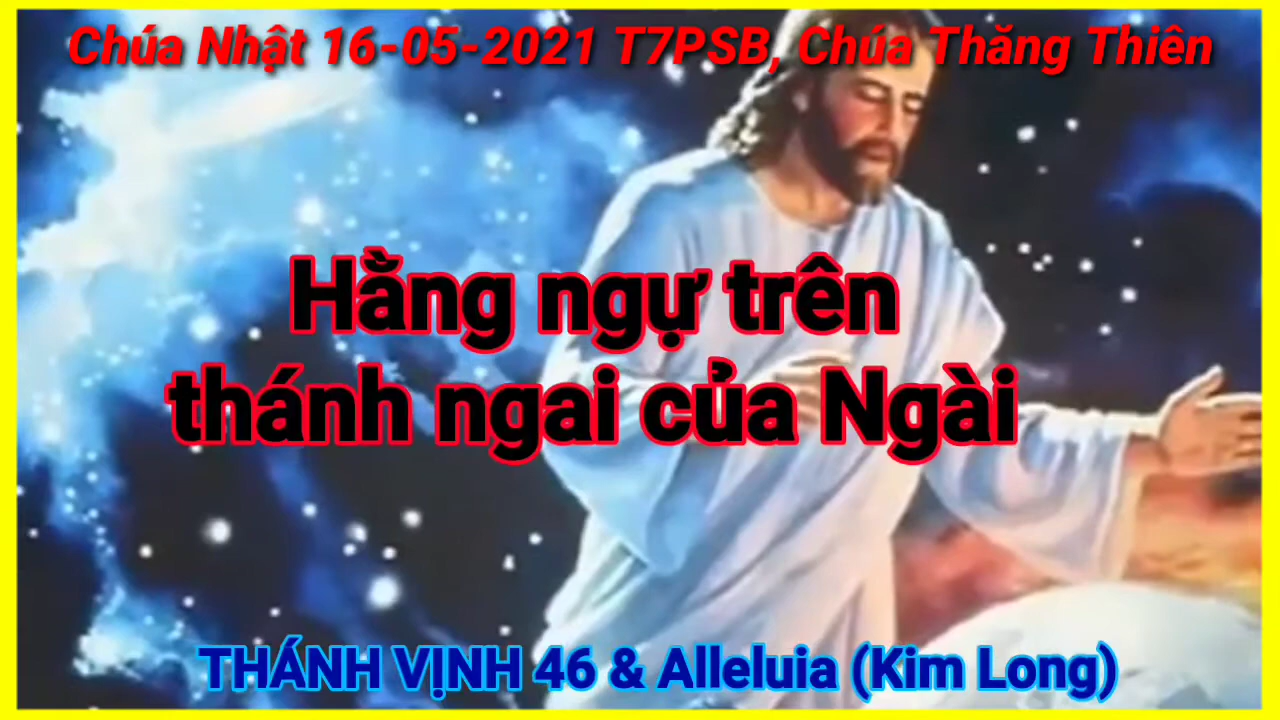 Chúa Nhật 16-05-2021 T7PSB, Chúa Thăng Thiên
Hằng ngự trên
thánh ngai của Ngài
THÁNH VỊNH 46 & Alleluia (Kim Long)